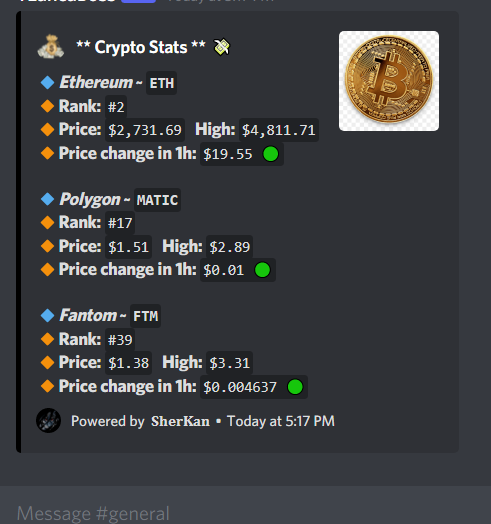 ** Crypto Stats **
Ethereum ~ ETH
Rank: #2
Price: $2,731.69 High: $4,811.71
Price change in 1h: $19.55
Polygon ~ MATIC
Rank: #17
Price: $1.51 High: $2.89
Price change in 1h: $0.01
Fantom ~ FTM
Rank: #39
Price: $1.38 High: $3.31
Price change in 1h: $0.004637
Powered by SherKan • Today at 5:17 PM
Message #general